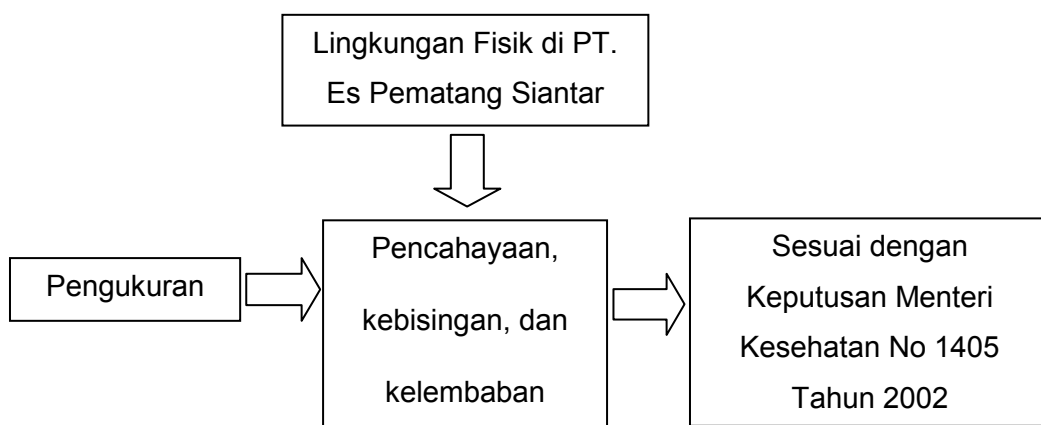 Lingkungan Fisik di PT.
Es Pematang Siantar
Pengukuran
Pencahayaan,
kebisingan, dan
kelembaban
Sesuai dengan
Keputusan Menteri
Kesehatan No 1405
Tahun 2002